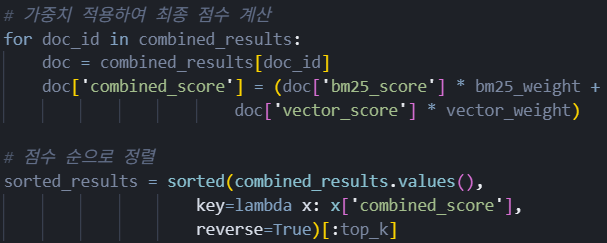 # 가중치 적용하여 최종 점수 계산
for doc_id in combined_results:
    doc = combined_results[doc_id]
    doc['combined_score'] = (doc['bm25_score'] * bm25_weight +
                        doc['vector_score'] * vector_weight)

# 점수 순으로 정렬
sorted_results = sorted(combined_results.values(),
                    key=lambda x: x['combined_score'],
                    reverse=True)[:top_k]